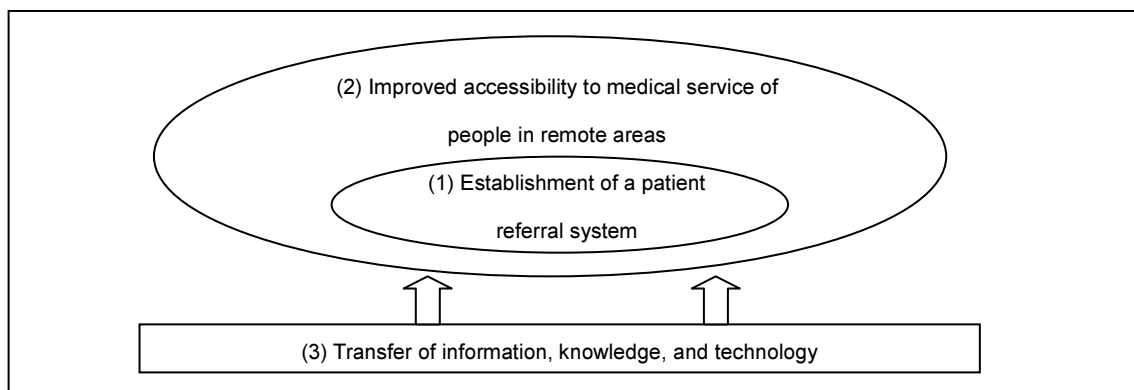 (2) Improved accessibility to medical service of
people in remote areas
(1) Establishment of a patient
referral system
(3) Transfer of information, knowledge, and technology